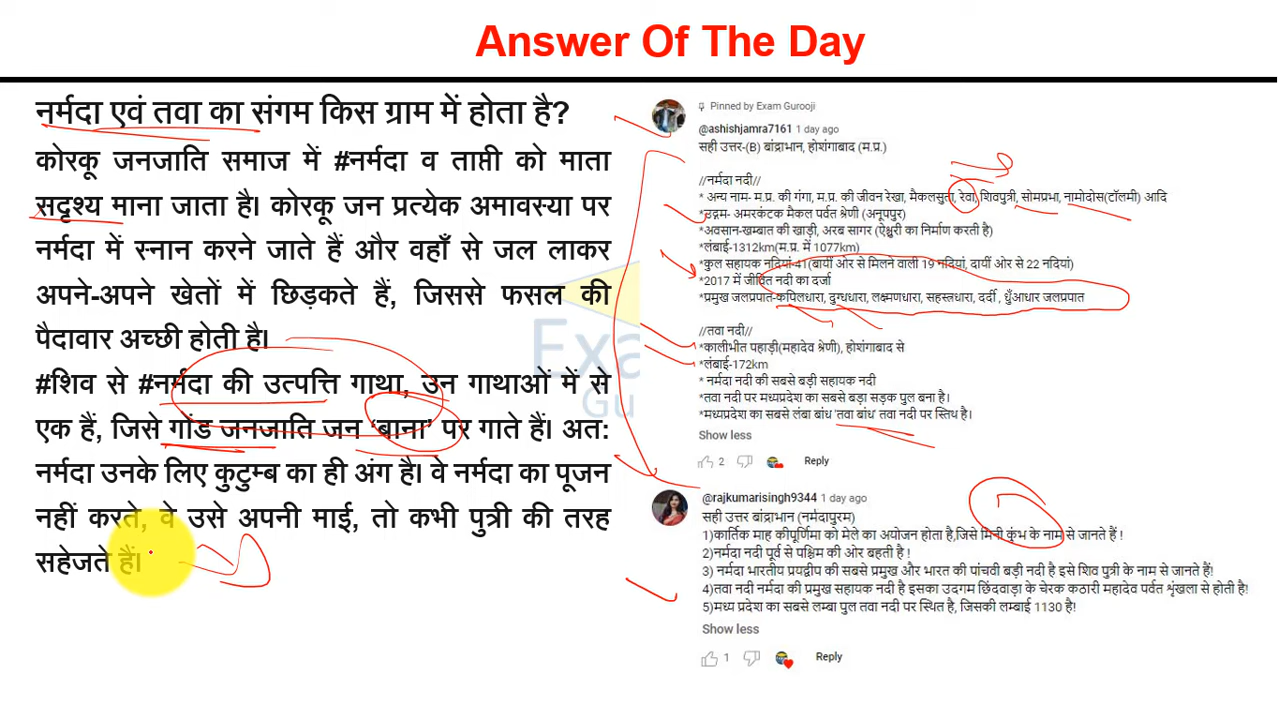 Answer Of The Day
नर्मदा एवं तवा का संगम किस ग्राम में होता है?
कोरकू जनजाति समाज में #नर्मदा व ताप्ती को माता
सदृश्य माना जाता है। कोरकू जन प्रत्येक अमावस्या पर
नर्मदा में स्नान करने जाते हैं और वहाँ से जल लाकर
अपने-अपने खेतों में छिड़कते हैं, जिससे फसल की
पैदावार अच्छी होती है।
#शिव से #नर्मदा की उत्पत्ति गाथा, उन गाथाओं में से
एक हैं, जिसे गोंड जनजाति जन ‘बाना’ पर गाते हैं। अत:
नर्मदा उनके लिए कुटुम्ब का ही अंग है। वे नर्मदा का पूजन
नहीं करते, वे उसे अपनी माई, तो कभी पुत्री की तरह
सहेजते हैं।
Pinned by Exam Gurooji
@ashishjamra7161 1 day ago
सही उत्तर-(B) बांद्राभान, होशंगाबाद (म.प्र.)
//नर्मदा नदी//
* अन्य नाम- म.प्र. की गंगा, म.प्र. की जीवन रेखा, मैकलसुता, रेवा, शिवपुत्री, सोमप्रभा, नामोदोस(टॉलमी) आदि
*उद्गम- अमरकंटक मैकल पर्वत श्रेणी (अनूपपुर)
*अवसान-खम्बात की खाड़ी, अरब सागर (ऐश्चुरी का निर्माण करती है)
*लंबाई-1312km(म.प्र. में 1077km)
*कुल सहायक नदियां-41(बायीं ओर से मिलने वाली 19 नदियां, दायीं ओर से 22 नदियां)
*2017 में जीवित नदी का दर्जा
*प्रमुख जलप्रपात-कपिलधारा, दुग्धधारा, लक्ष्मणधारा, सहस्त्रधारा, दर्दी , धुँआधार जलप्रपात
//तवा नदी//
*कालीभीत पहाड़ी(महादेव श्रेणी), होशंगाबाद से
*लंबाई-172km
* नर्मदा नदी की सबसे बड़ी सहायक नदी
*तवा नदी पर मध्यप्रदेश का सबसे बड़ा सड़क पुल बना है।
*मध्यप्रदेश का सबसे लंबा बांध 'तवा बांध' तवा नदी पर स्तिथ है।
Show less
2 Reply
@rajkumarisingh9344 1 day ago
सही उत्तर बांद्राभान (नर्मदापुरम)
1)कार्तिक माह कीपूर्णिमा को मेले का अयोजन होता है,जिसे मिनी कुंभ के नाम से जानते हैं !
2)नर्मदा नदी पूर्व से पश्चिम की ओर बहती है !
3) नर्मदा भारतीय प्रयद्वीप की सबसे प्रमुख और भारत की पांचवी बड़ी नदी है इसे शिव पुत्री के नाम से जानते हैं!
4)तवा नदी नर्मदा की प्रमुख सहायक नदी है इसका उदगम छिंदवाड़ा के चेरक कठारी महादेव पर्वत शृंखला से होती है!
5)मध्य प्रदेश का सबसे लम्बा पुल तवा नदी पर स्थित है, जिसकी लम्बाई 1130 है!
Show less
1 Reply